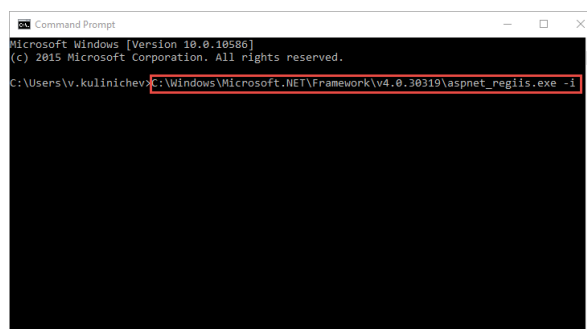 Command Prompt
Microsoft Windows [Version 10.0.10586]
(c) 2015 Microsoft Corporation. All rights reserved.
C:\Users\v.kulinichev>C:\Windows\Microsoft.NET\Framework\v4.0.30319\aspnet_regiis.exe -i